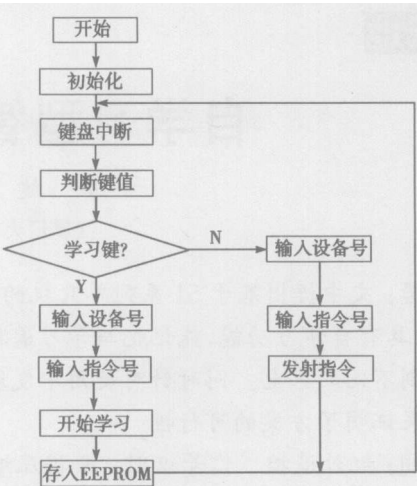 开始
初始化
键盘中断
判断键值
学习键?
N
Y
输入设备号
输入指令号
开始学习
存入EEPROM
输入设备号
输入指令号
发射指令